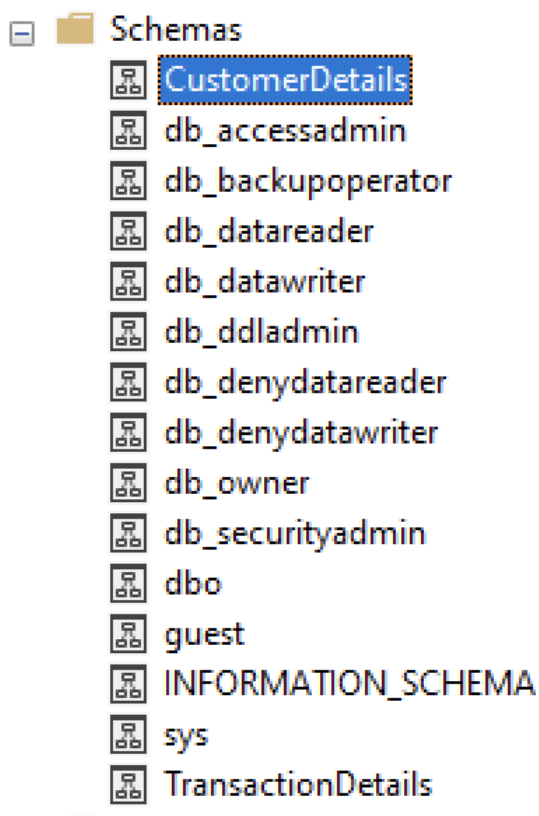 Schemas
CustomerDetails
db_accessadmin
db_backupoperator
db_datareader
db_datawriter
db_ddladmin
db_denydatareader
db_denydatawriter
db_owner
db_securityadmin
dbo
guest
INFORMATION_SCHEMA
sys
TransactionDetails